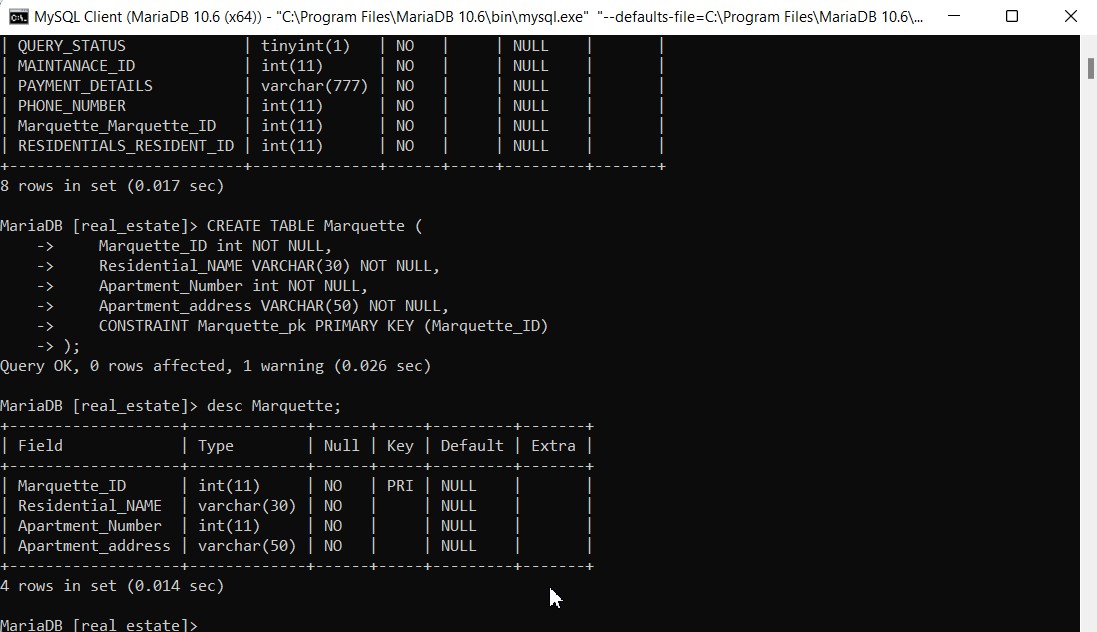 MySQL Client (MariaDB 10.6 (x64)) - "C:\Program Files\MariaDB 10.6\bin\mysql.exe" "--defaults-file=C:\Program Files\MariaDB 10.6\...
| QUERY_STATUS             | tinyint(1)   | NO   |     | NULL    |       |
| MAINTANACE_ID            | int(11)      | NO   |     | NULL    |       |
| PAYMENT_DETAILS          | varchar(777) | NO   |     | NULL    |       |
| PHONE_NUMBER             | int(11)      | NO   |     | NULL    |       |
| Marquette_Marquette_ID   | int(11)      | NO   |     | NULL    |       |
| RESIDENTIALS_RESIDENT_ID | int(11)      | NO   |     | NULL    |       |
+--------------------------+--------------+------+-----+---------+-------+
8 rows in set (0.017 sec)
MariaDB [real_estate]> CREATE TABLE Marquette (
    ->     Marquette_ID int NOT NULL,
    ->     Residential_NAME VARCHAR(30) NOT NULL,
    ->     Apartment_Number int NOT NULL,
    ->     Apartment_address VARCHAR(50) NOT NULL,
    ->     CONSTRAINT Marquette_pk PRIMARY KEY (Marquette_ID)
    -> );
Query OK, 0 rows affected, 1 warning (0.026 sec)
MariaDB [real_estate]> desc Marquette;
+-------------------+-------------+------+-----+---------+-------+
| Field             | Type        | Null | Key | Default | Extra |
+-------------------+-------------+------+-----+---------+-------+
| Marquette_ID      | int(11)     | NO   | PRI | NULL    |       |
| Residential_NAME  | varchar(30) | NO   |     | NULL    |       |
| Apartment_Number  | int(11)     | NO   |     | NULL    |       |
| Apartment_address | varchar(50) | NO   |     | NULL    |       |
+-------------------+-------------+------+-----+---------+-------+
4 rows in set (0.014 sec)
MariaDB [real_estate]>